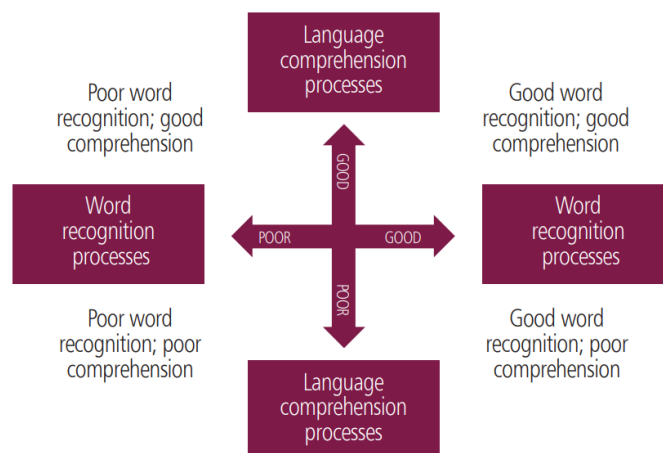 Language
comprehension
processes
Poor word
recognition; good
comprehension
Good word
recognition; good
comprehension
GOOD
Word
recognition
processes
POOR
GOOD
Word
recognition
processes
POOR
Poor word
recognition; poor
comprehension
Good word
recognition; poor
comprehension
Language
comprehension
processes